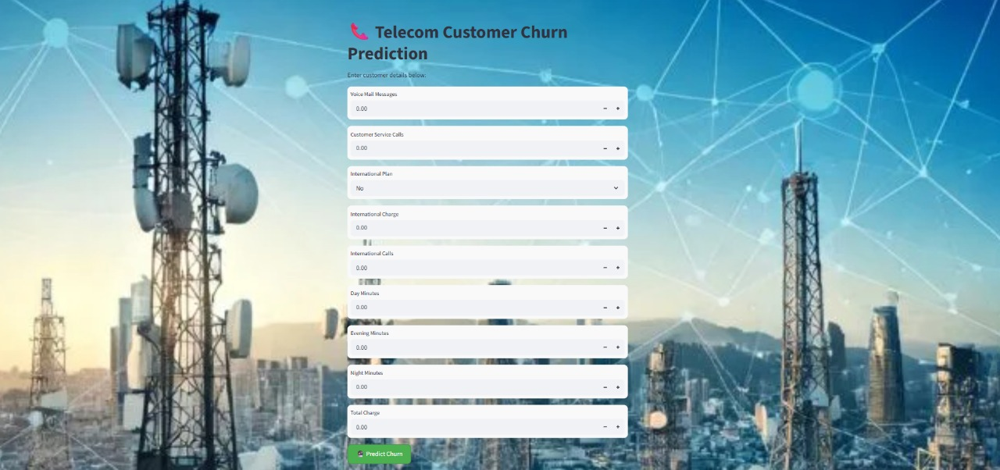 Telecom Customer Churn
Prediction
Enter customer details below:
Voice Mail Messages
0.00
Customer Service Calls
0.00
International Plan
No
International Charge
0.00
International Calls
0.00
Day Minutes
0.00
Evening Minutes
0.00
Night Minutes
0.00
Total Charge
0.00
Predict Churn